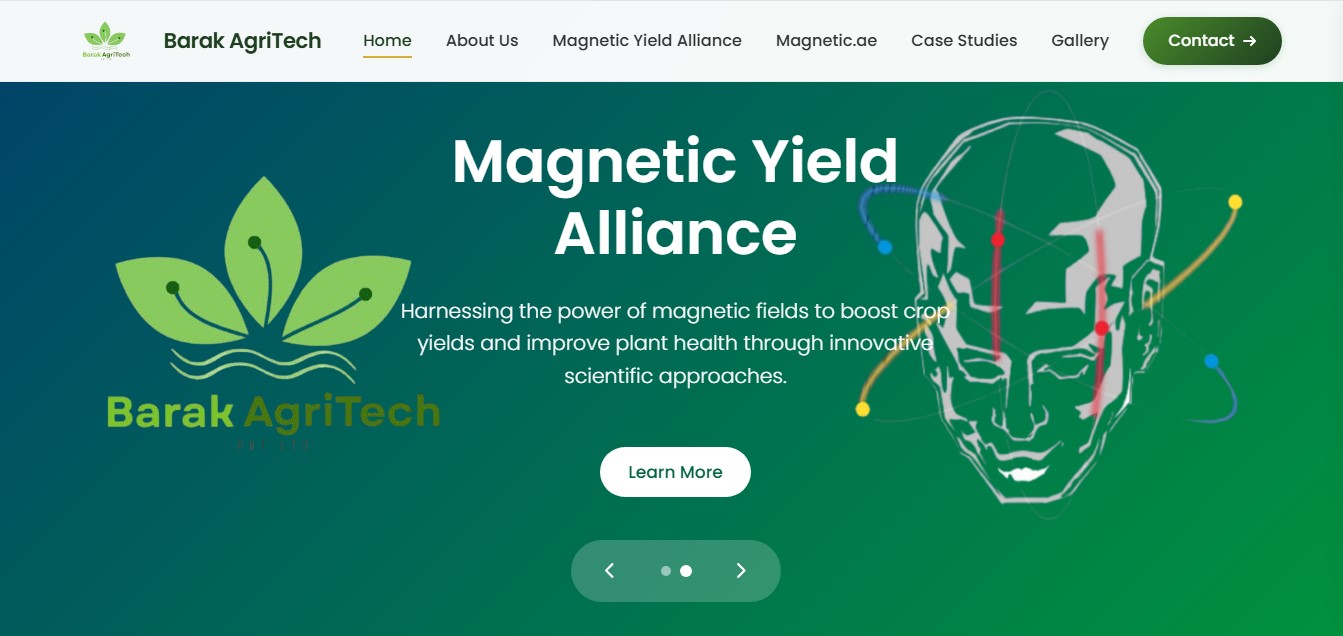 Barak AgriTech
Barak AgriTech
Home
About Us
Magnetic Yield Alliance
Magnetic.ae
Case Studies
Gallery
Contact →
Magnetic Yield
Alliance
Harnessing the power of magnetic fields to boost crop
yields and improve plant health through innovative
scientific approaches.
Barak AgriTech
Learn More